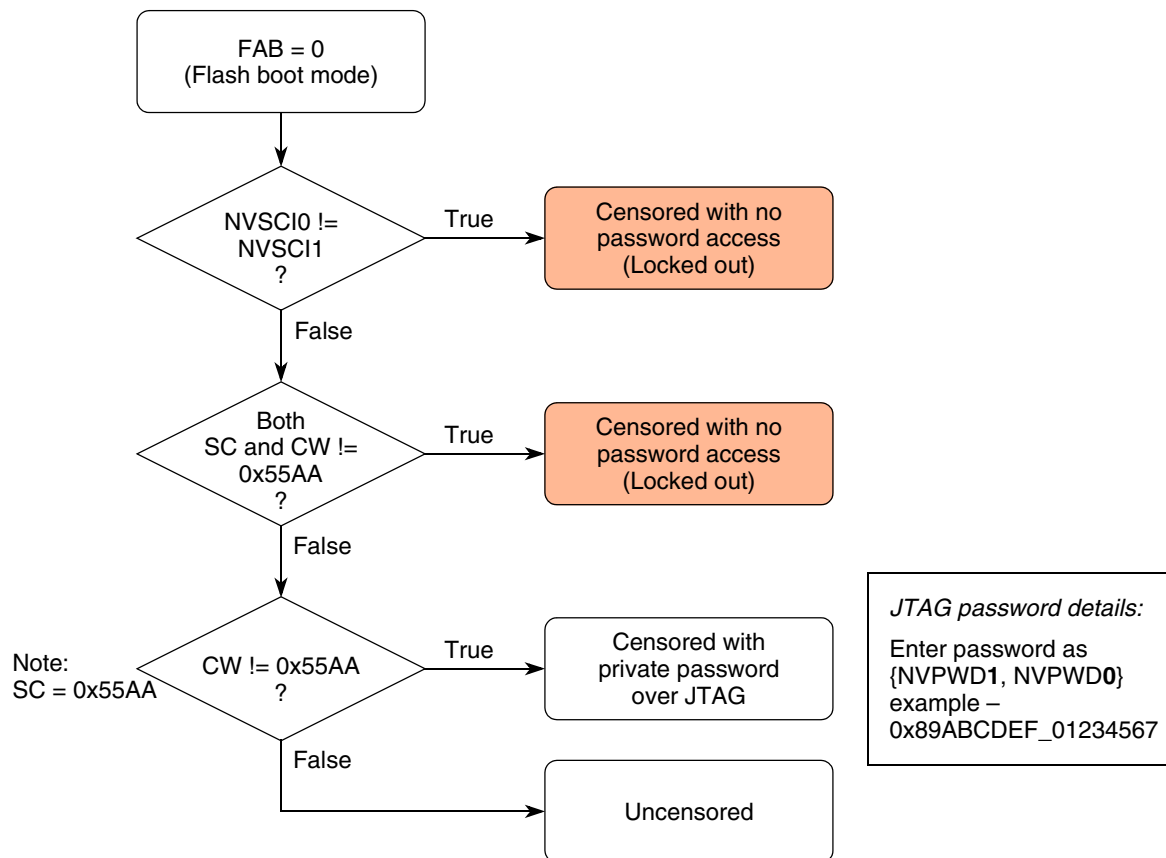 FAB = 0
(Flash boot mode)
NVSCI0 !=
NVSCI1
?
True
Censored with no
password access
(Locked out)
False
Both
SC and CW !=
0x55AA
?
True
Censored with no
password access
(Locked out)
False
Note:
SC = 0x55AA
CW != 0x55AA
?
True
Censored with
private password
over JTAG
False
Uncensored
JTAG password details:
Enter password as
{NVPWD1, NVPWD0}
example –
0x89ABCDEF_01234567